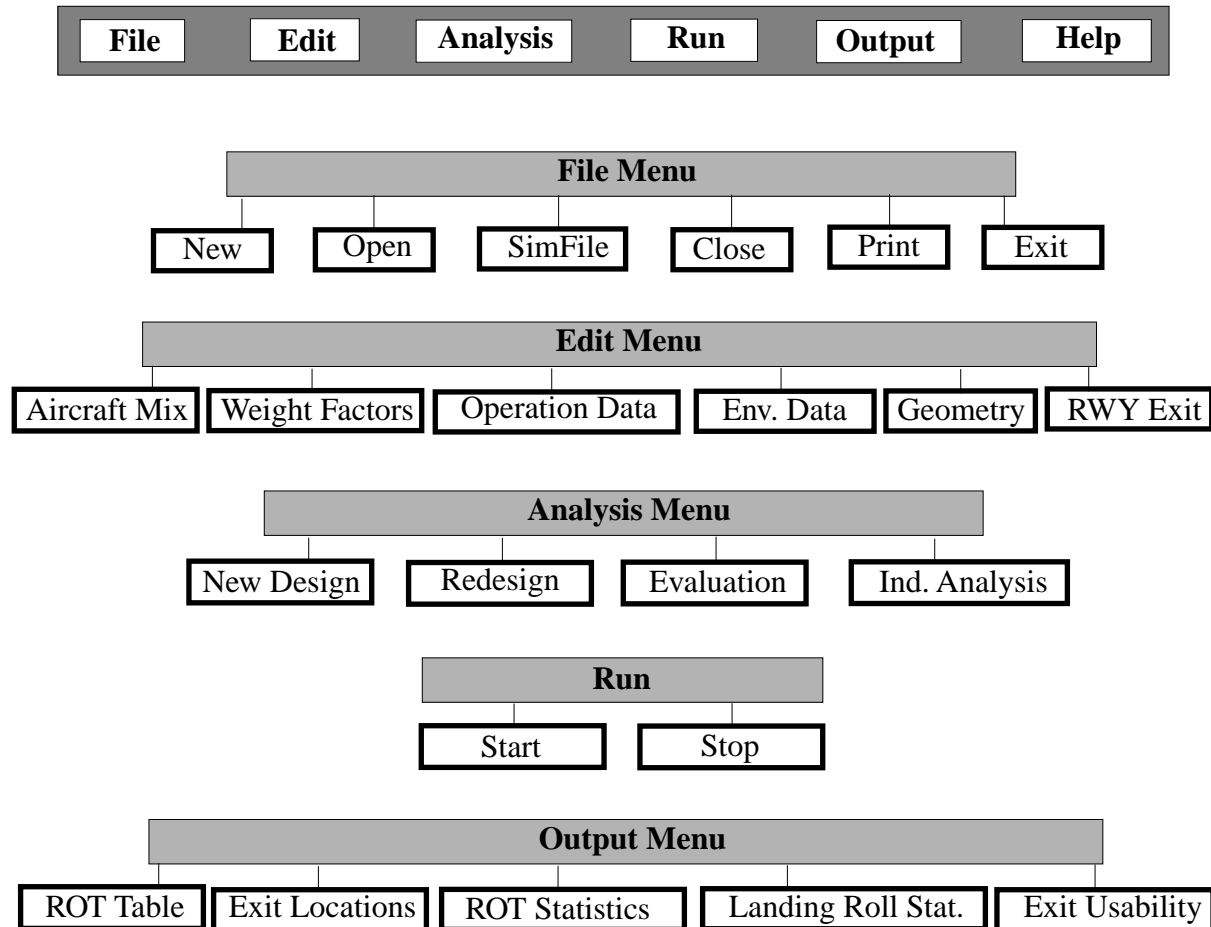 File Edit Analysis Run Output Help
File Menu
New Open SimFile Close Print Exit
Edit Menu
Aircraft Mix Weight Factors Operation Data Env. Data Geometry RWY Exit
Analysis Menu
New Design Redesign Evaluation Ind. Analysis
Run
Start Stop
Output Menu
ROT Table Exit Locations ROT Statistics Landing Roll Stat. Exit Usability